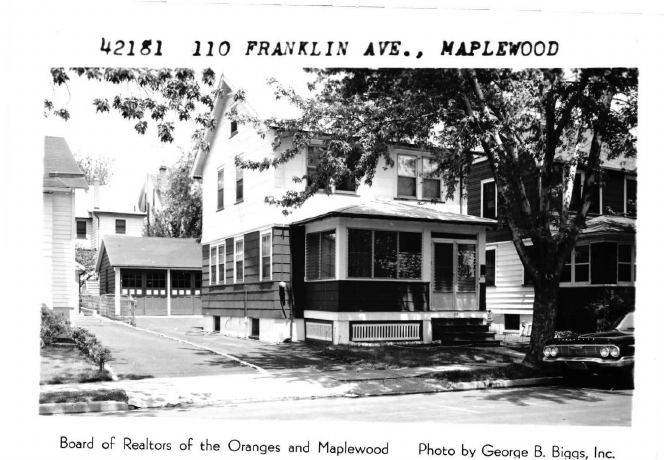 42181 110 FRANKLIN AVE., MAPLEWOOD
Board of Realtors of the Oranges and Maplewood Photo by George B. Biggs, Inc.